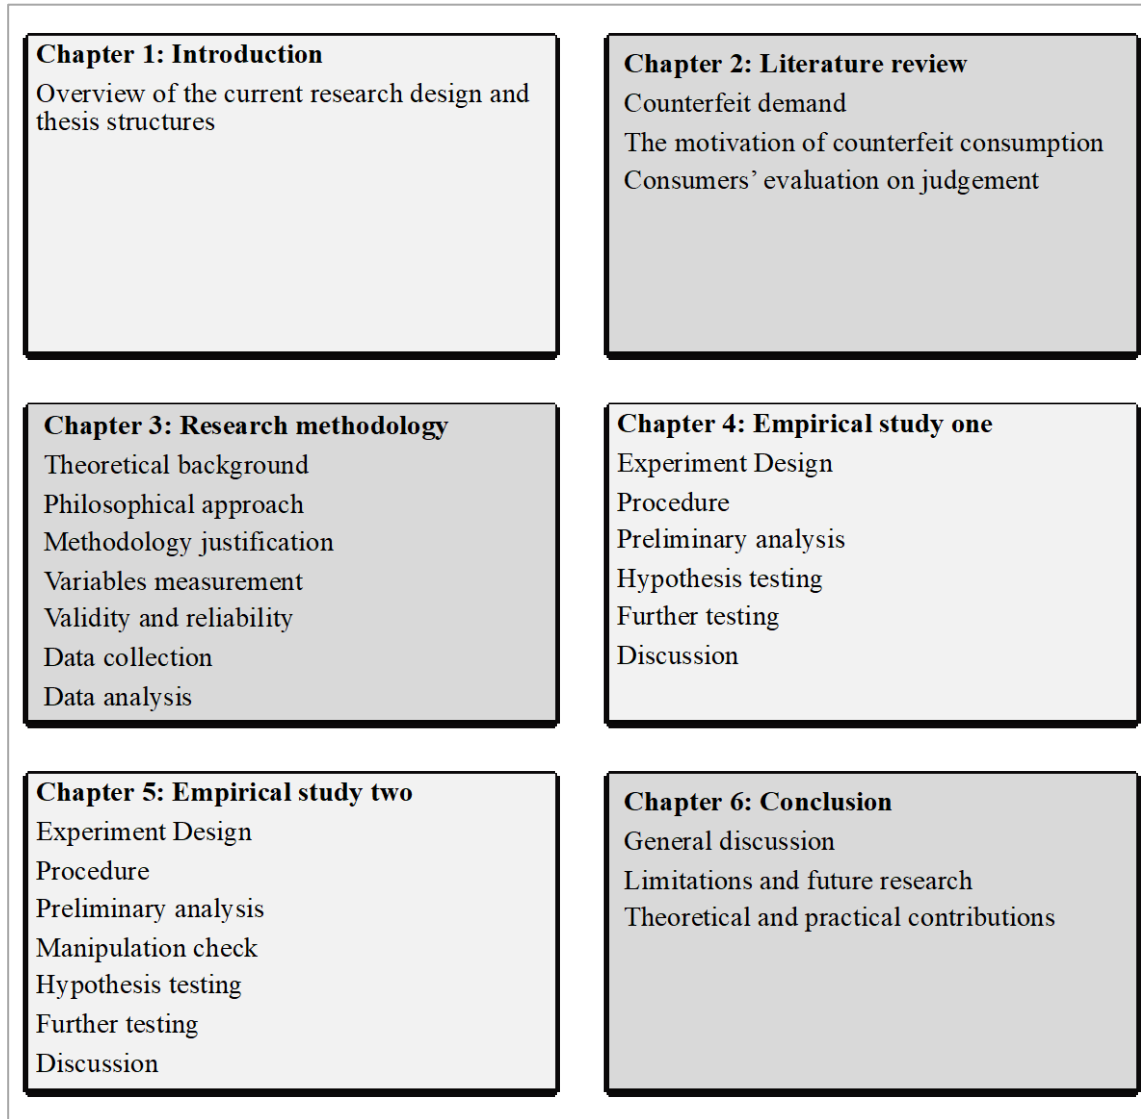 Chapter 1: Introduction
Overview of the current research design and
thesis structures
Chapter 2: Literature review
Counterfeit demand
The motivation of counterfeit consumption
Consumers’ evaluation on judgement
Chapter 3: Research methodology
Theoretical background
Philosophical approach
Methodology justification
Variables measurement
Validity and reliability
Data collection
Data analysis
Chapter 4: Empirical study one
Experiment Design
Procedure
Preliminary analysis
Hypothesis testing
Further testing
Discussion
Chapter 5: Empirical study two
Experiment Design
Procedure
Preliminary analysis
Manipulation check
Hypothesis testing
Further testing
Discussion
Chapter 6: Conclusion
General discussion
Limitations and future research
Theoretical and practical contributions